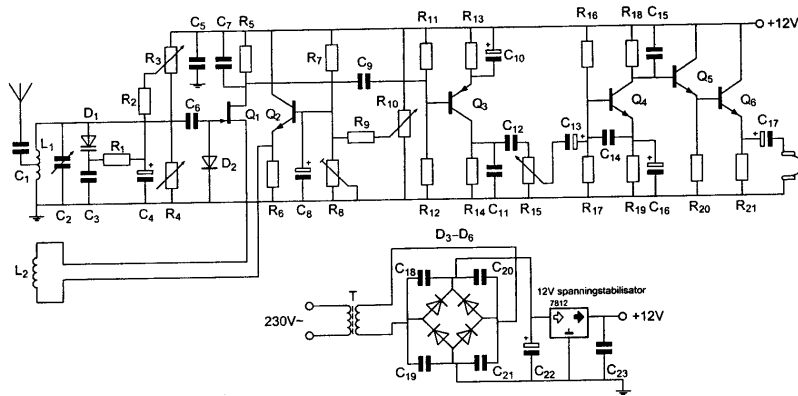 C5 C7 R5 R11 R13 R16 R18 C15 +12V
R3 R7 C10 Q5
C9
R2 C6 Q1 Q2 R10 Q3 Q4 Q6
D1 R9 C12 C13 C17
L1 R1 D2 C14
C1
C2 C3 C4 R4 R6 C8 R8 R12 R14 C11 R15 R17 R19 C16 R20 R21
D3–D6
L2 C18 C20
T 12V spanningstabilisator
7812
230V~ +12V
C19 C21 C22 C23